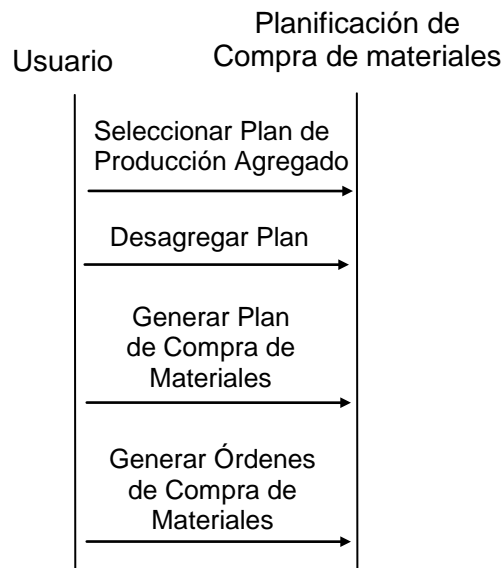 Usuario
Planificación de
Compra de materiales
Seleccionar Plan de
Producción Agregado
Desagregar Plan
Generar Plan
de Compra de
Materiales
Generar Órdenes
de Compra de
Materiales